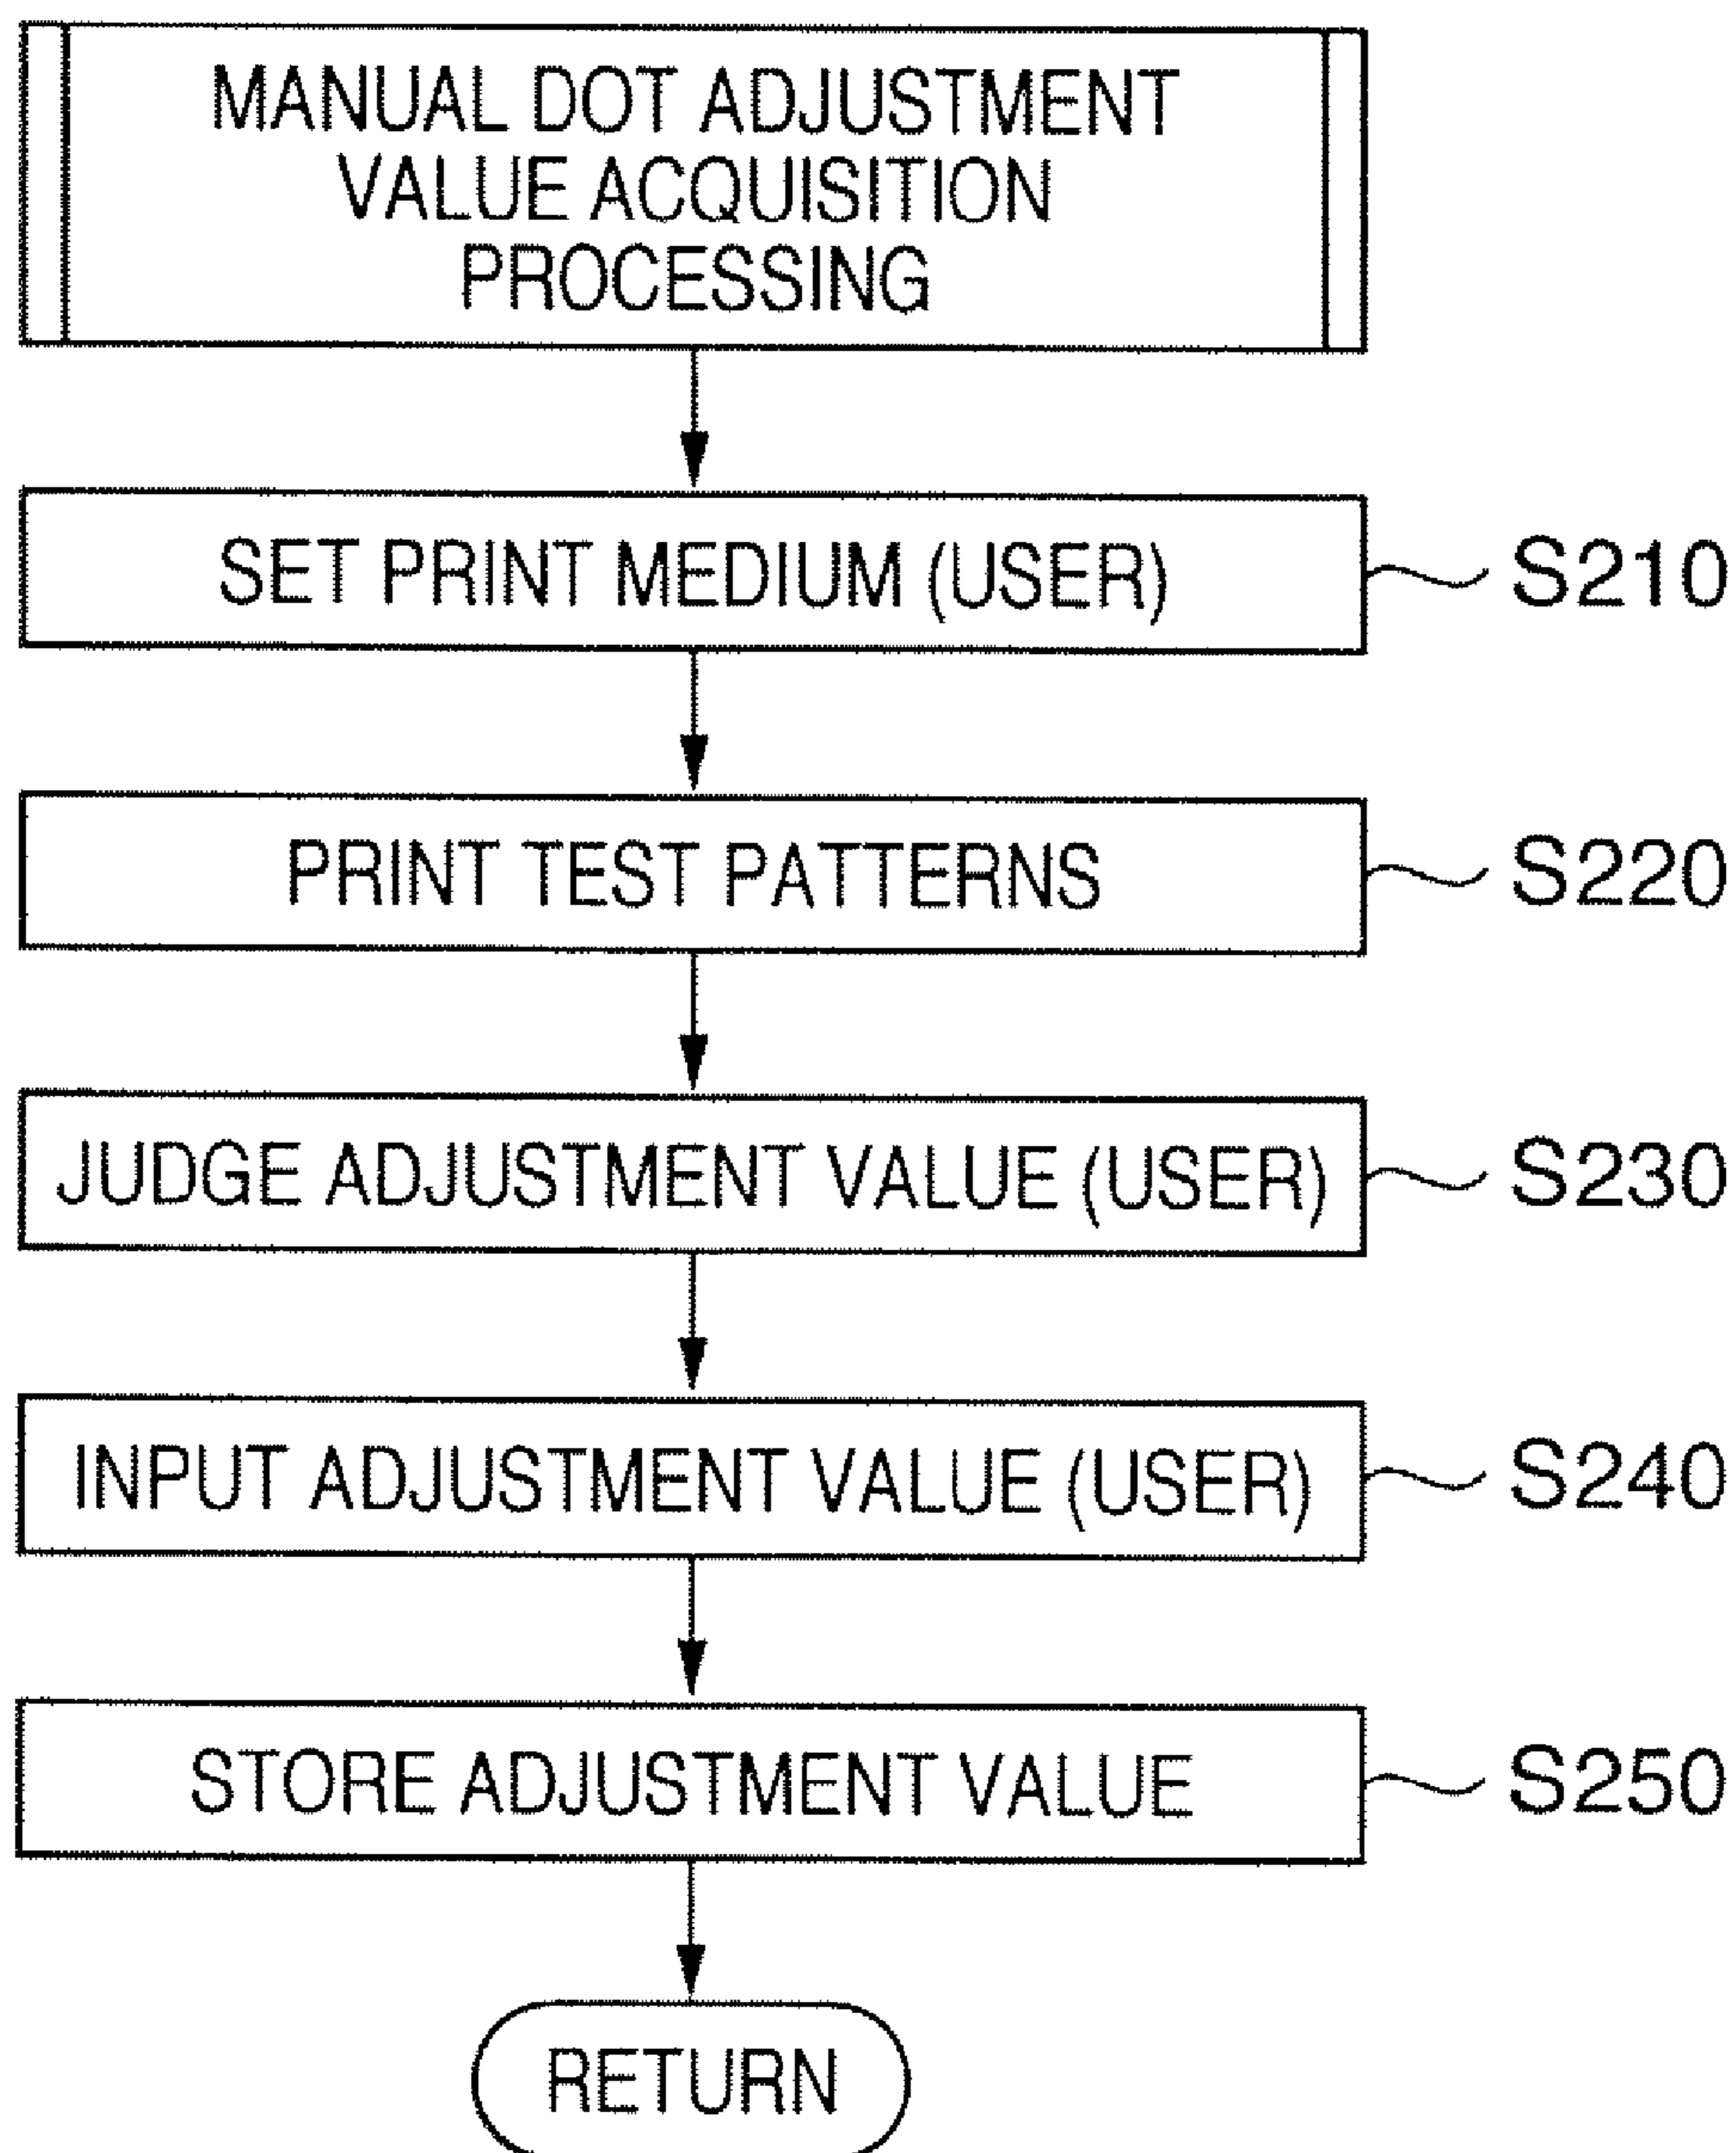 MANUAL DOT ADJUSTMENT
VALUE ACQUISITION
PROCESSING
SET PRINT MEDIUM (USER)
S210
PRINT TEST PATTERNS
S220
JUDGE ADJUSTMENT VALUE (USER)
S230
INPUT ADJUSTMENT VALUE (USER)
S240
STORE ADJUSTMENT VALUE
S250
RETURN